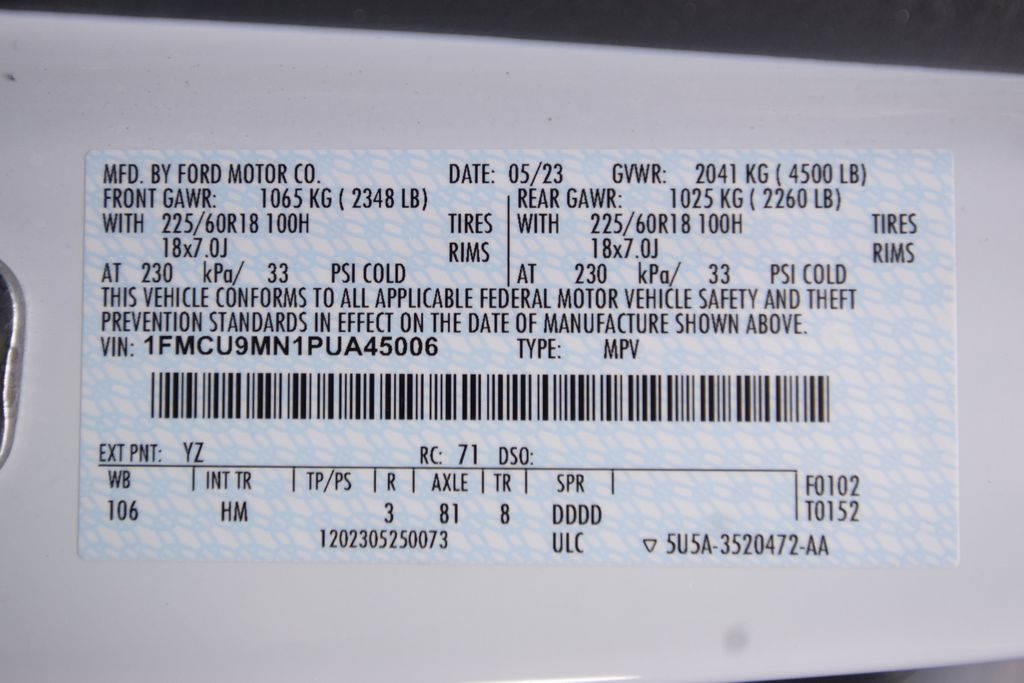 MFD. BY FORD MOTOR CO. DATE: 05/23 GVWR: 2041 KG ( 4500 LB)
FRONT GAWR: 1065 KG ( 2348 LB) REAR GAWR: 1025 KG ( 2260 LB)
WITH 225/60R18 100H TIRES WITH 225/60R18 100H TIRES
18x7.0J RIMS 18x7.0J RIMS
AT 230 kPa/ 33 PSI COLD AT 230 kPa/ 33 PSI COLD
THIS VEHICLE CONFORMS TO ALL APPLICABLE FEDERAL MOTOR VEHICLE SAFETY AND THEFT
PREVENTION STANDARDS IN EFFECT ON THE DATE OF MANUFACTURE SHOWN ABOVE.
VIN: 1FMCU9MN1PUA45006 TYPE: MPV
EXT PNT: YZ RC: 71 DSO:
WB INT TR TP/PS R AXLE TR SPR F0102
106 HM 3 81 8 DDDD T0152
1202305250073 ULC ▽ 5U5A-3520472-AA